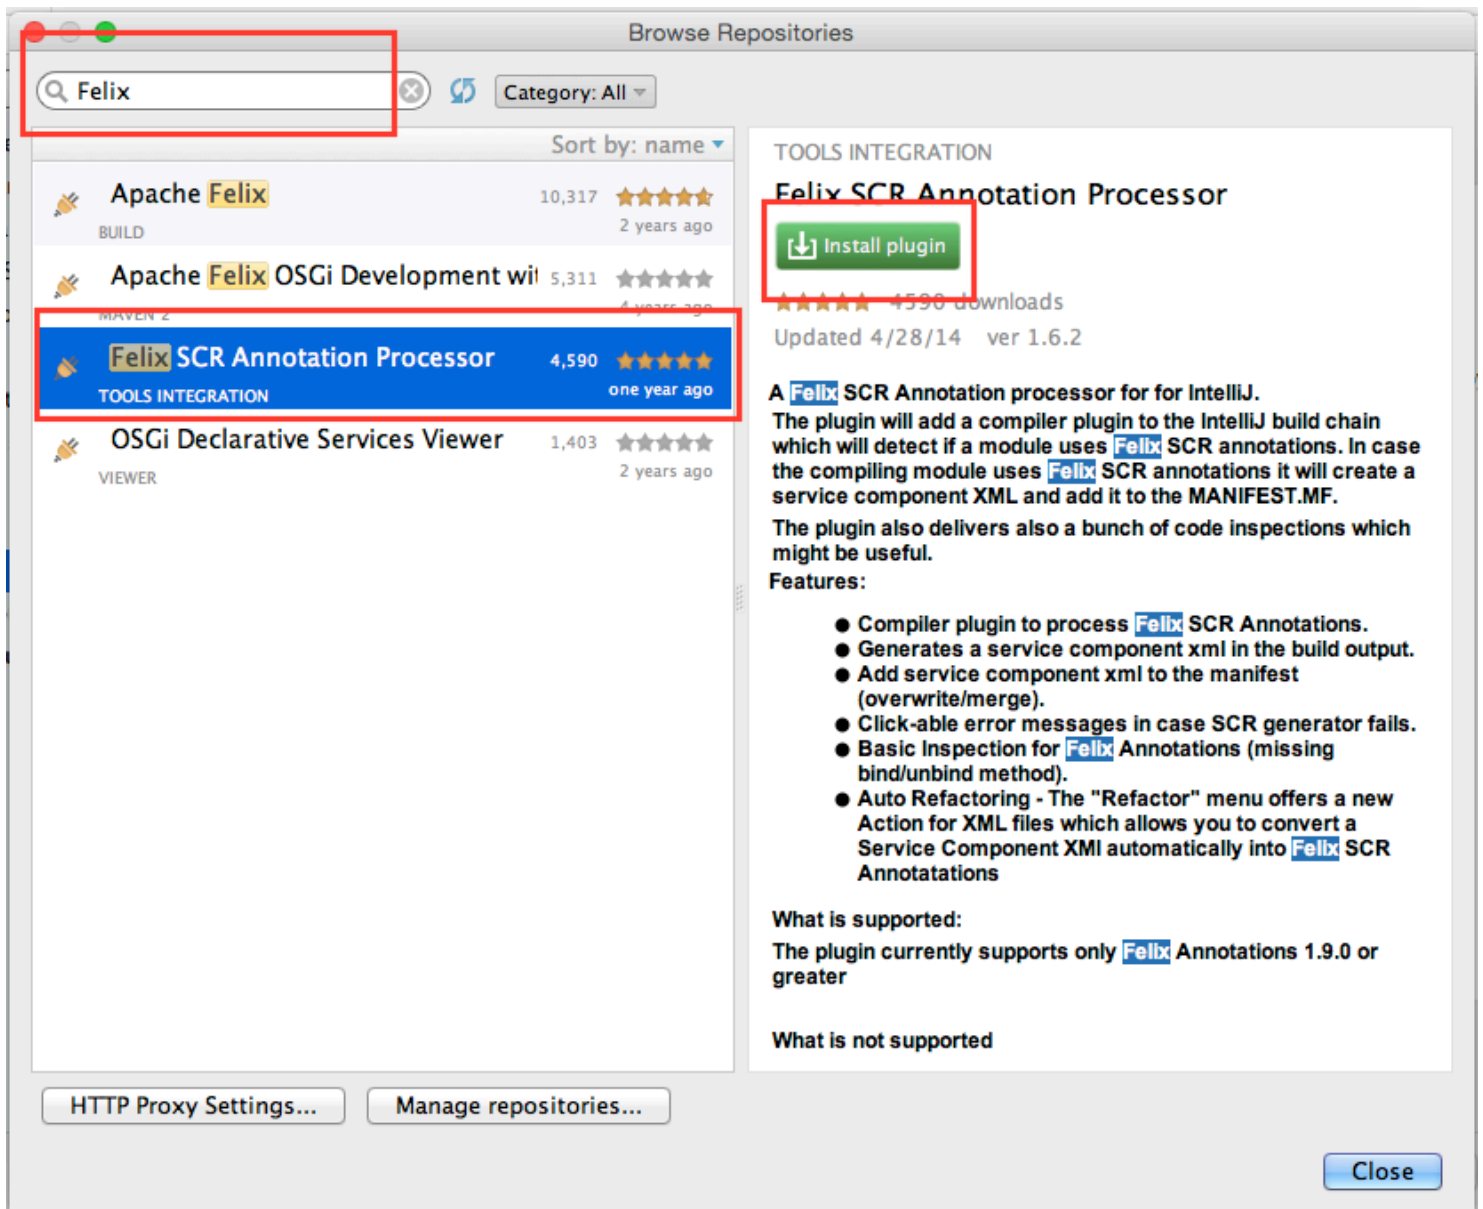 Browse Repositories
Felix
Category: All
Sort by: name
Apache Felix 10,317
BUILD 2 years ago
Apache Felix OSGi Development wit 5,311
MAVEN 2 4 years ago
Felix SCR Annotation Processor 4,590
TOOLS INTEGRATION one year ago
OSGi Declarative Services Viewer 1,403
VIEWER 2 years ago
TOOLS INTEGRATION
Felix SCR Annotation Processor
Install plugin
4590 downloads
Updated 4/28/14 ver 1.6.2
A Felix SCR Annotation processor for for IntelliJ.
The plugin will add a compiler plugin to the IntelliJ build chain
which will detect if a module uses Felix SCR annotations. In case
the compiling module uses Felix SCR annotations it will create a
service component XML and add it to the MANIFEST.MF.
The plugin also delivers also a bunch of code inspections which
might be useful.
Features:
● Compiler plugin to process Felix SCR Annotations.
● Generates a service component xml in the build output.
● Add service component xml to the manifest
(overwrite/merge).
● Click-able error messages in case SCR generator fails.
● Basic Inspection for Felix Annotations (missing
bind/unbind method).
● Auto Refactoring - The "Refactor" menu offers a new
Action for XML files which allows you to convert a
Service Component XMl automatically into Felix SCR
Annotatations
What is supported:
The plugin currently supports only Felix Annotations 1.9.0 or
greater
What is not supported
HTTP Proxy Settings...
Manage repositories...
Close